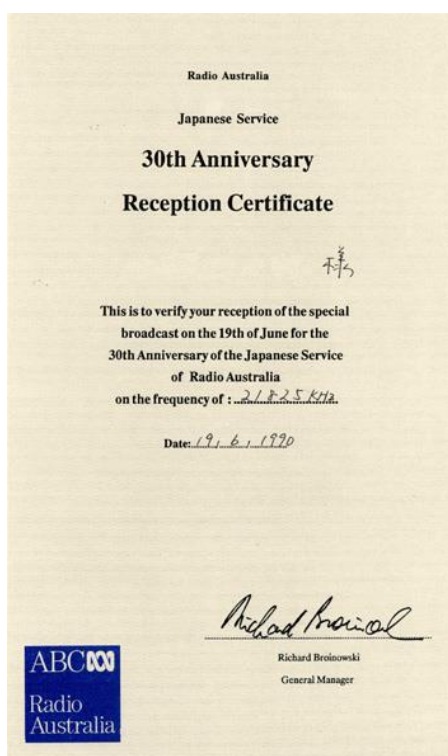 Radio Australia
Japanese Service
30th Anniversary
Reception Certificate
様
This is to verify your reception of the special
broadcast on the 19th of June for the
30th Anniversary of the Japanese Service
of Radio Australia
on the frequency of : 21825 KHz
Date: 19, 6, 1990
Richard Broinowski
Richard Broinowski
General Manager
ABC
Radio
Australia